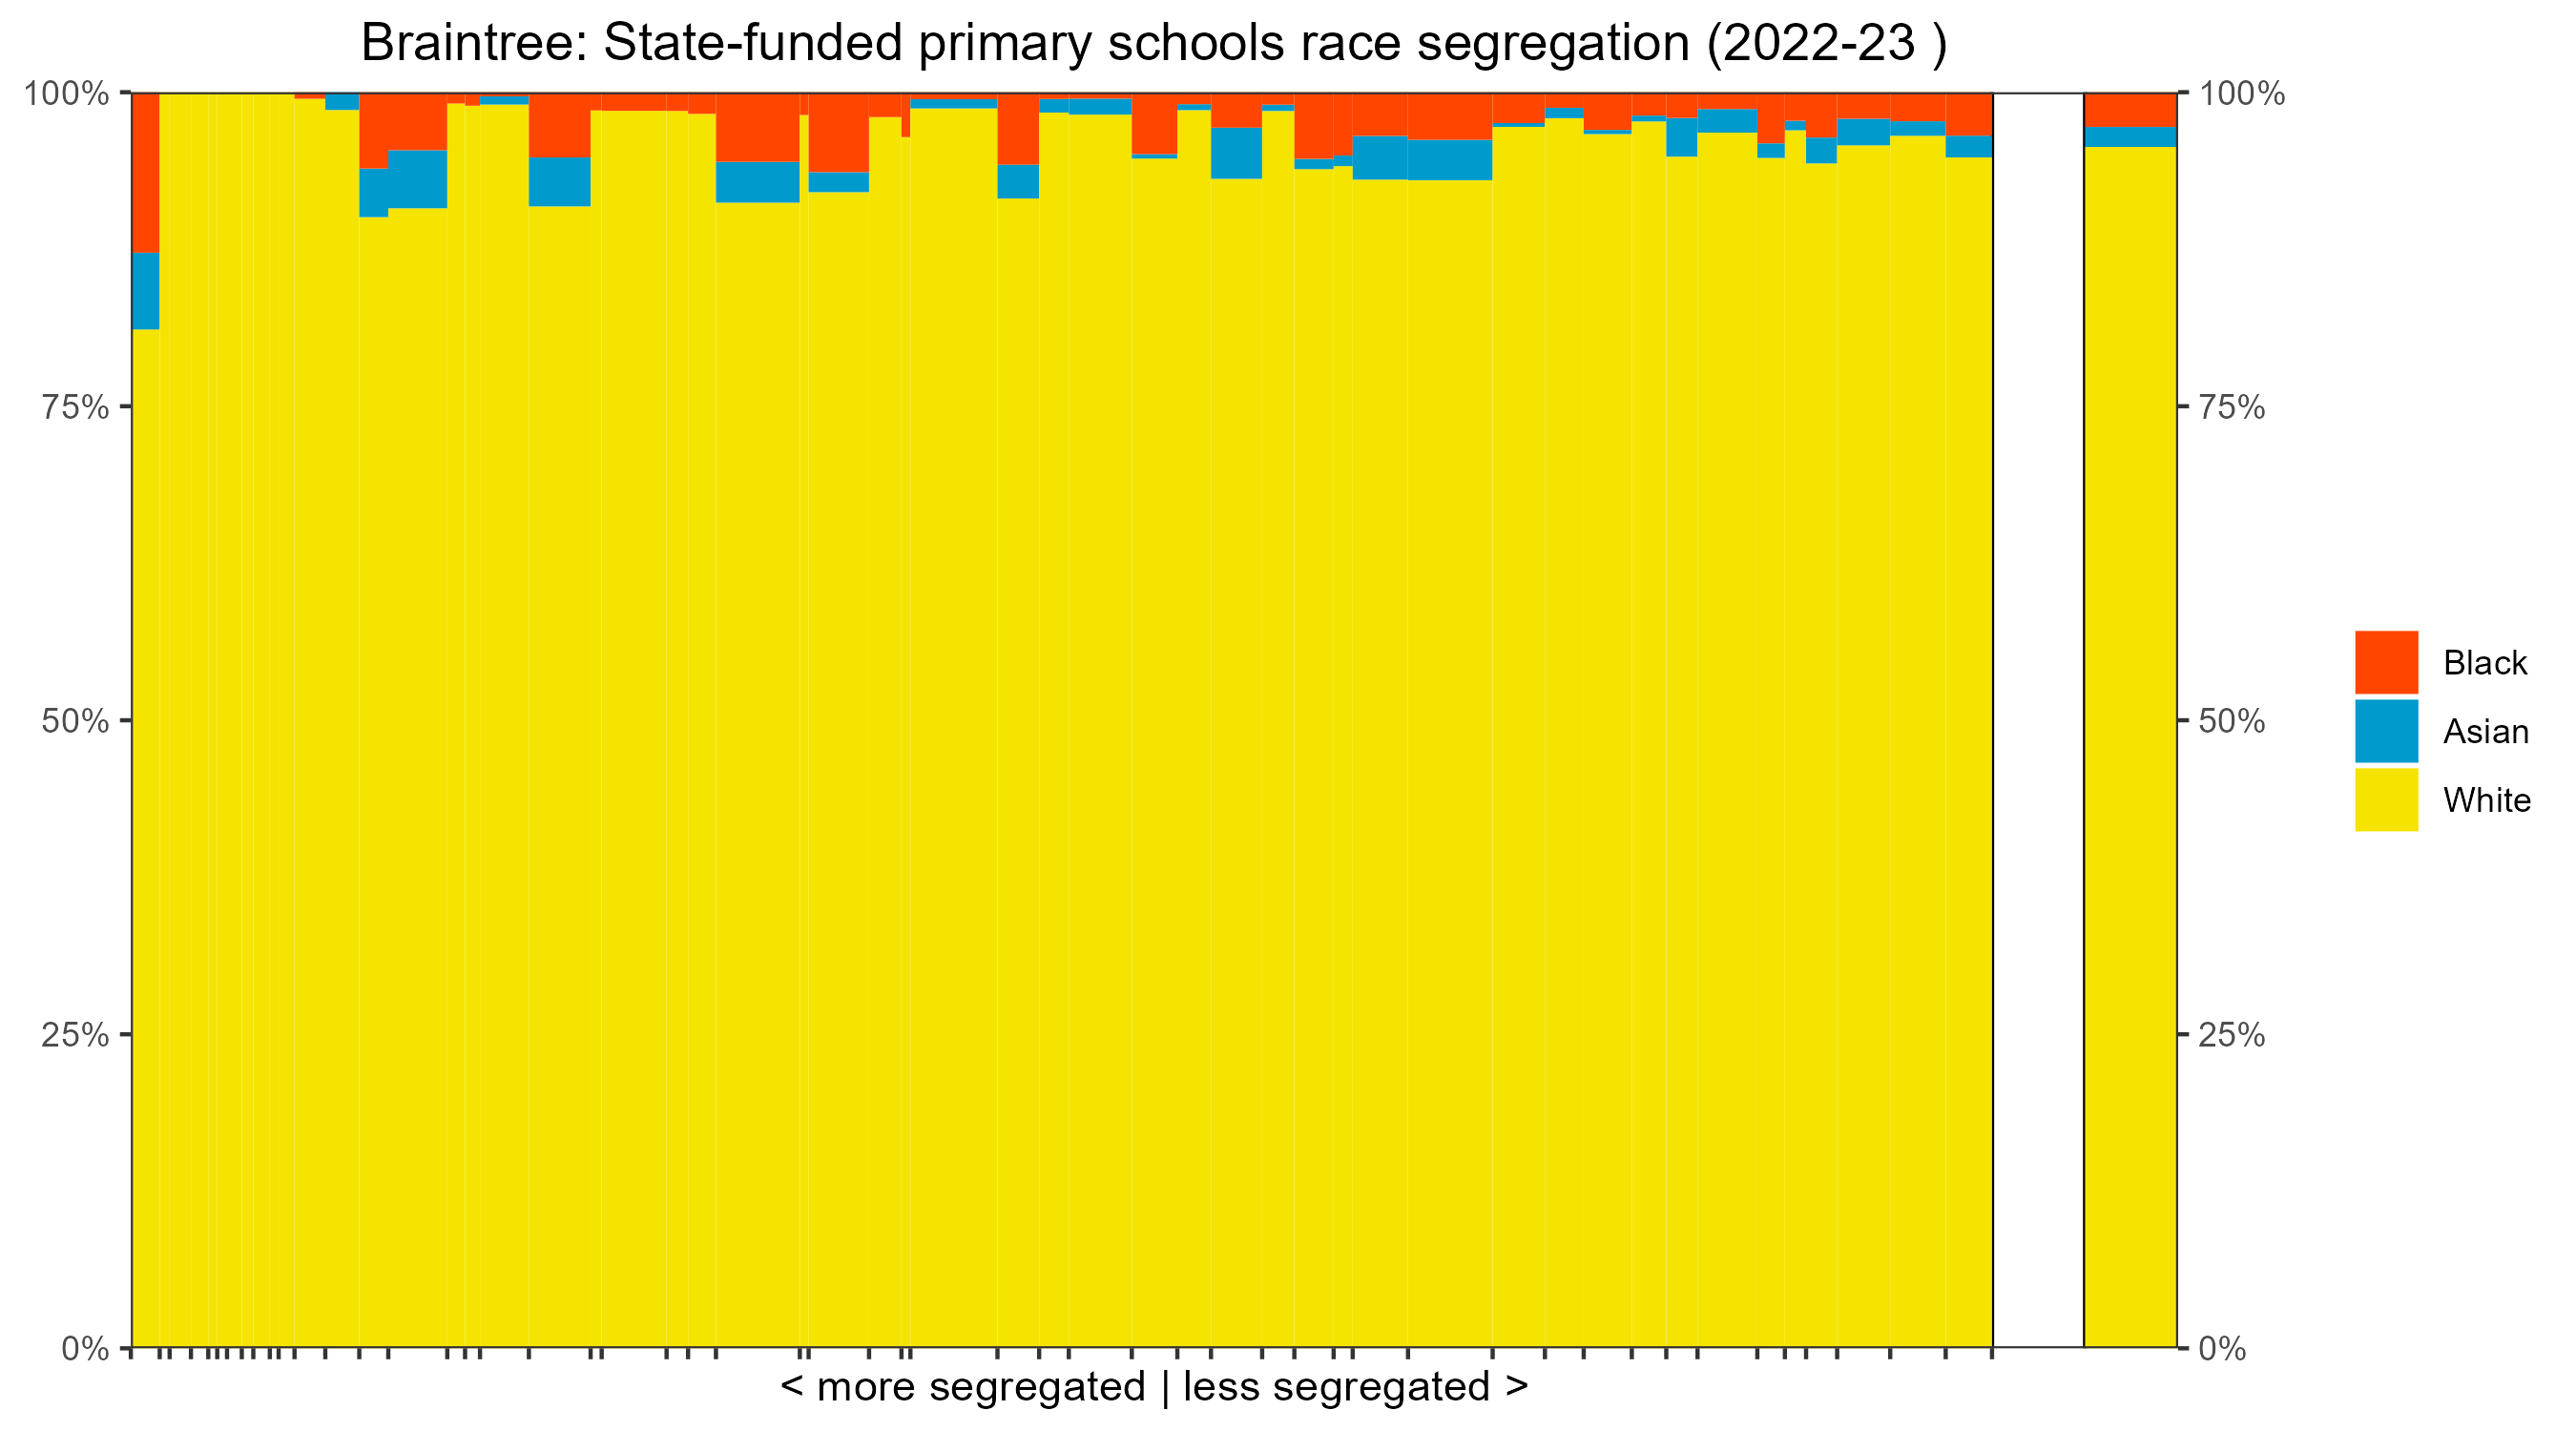 Braintree: State-funded primary schools race segregation (2022-23 )
100%
100%
75%
75%
50%
50%
25%
25%
0%
0%
Black
Asian
White
< more segregated | less segregated >